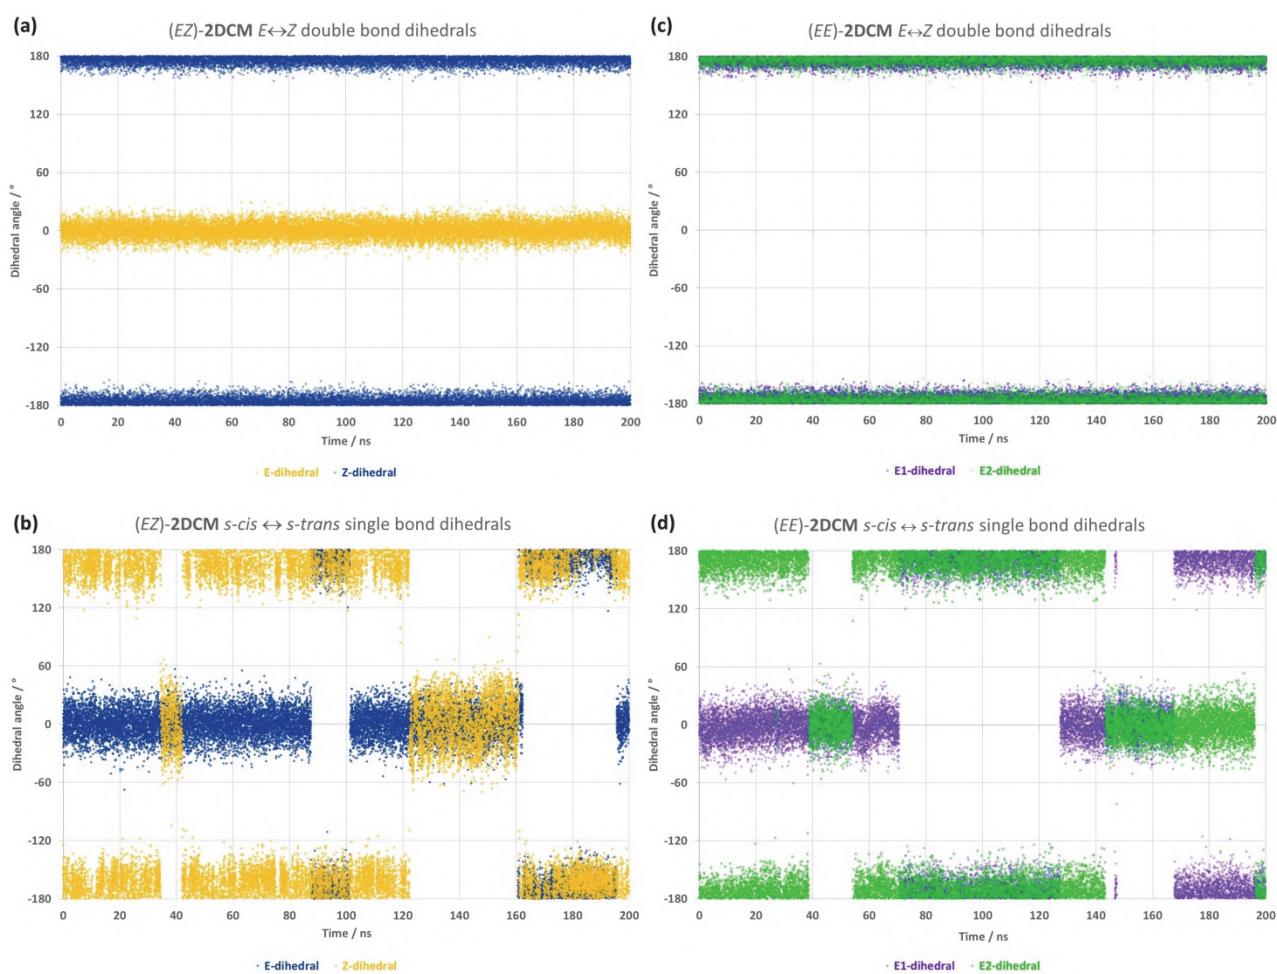 (a)
(EZ)-2DCM E↔Z double bond dihedrals
180
120
60
0
-60
-120
-180
Dihedral angle / °
0 20 40 60 80 100 120 140 160 180 200
Time / ns
E-dihedral Z-dihedral
(c)
(EE)-2DCM E↔Z double bond dihedrals
180
120
60
0
-60
-120
-180
Dihedral angle / °
0 20 40 60 80 100 120 140 160 180 200
Time / ns
E1-dihedral E2-dihedral
(b)
(EZ)-2DCM s-cis ↔ s-trans single bond dihedrals
180
120
60
0
-60
-120
-180
Dihedral angle / °
0 20 40 60 80 100 120 140 160 180 200
Time / ns
E-dihedral Z-dihedral
(d)
(EE)-2DCM s-cis ↔ s-trans single bond dihedrals
180
120
60
0
-60
-120
-180
Dihedral angle / °
0 20 40 60 80 100 120 140 160 180 200
Time / ns
E1-dihedral E2-dihedral